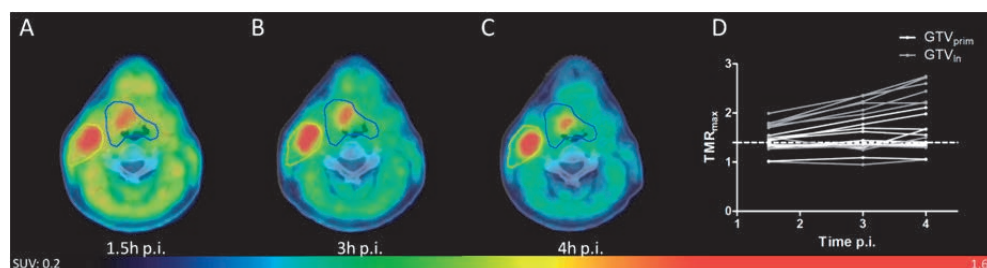 A
B
C
D
GTVprim
GTVln
3
2
1
0
TMRmax
1
2
3
4
Time p.i.
1.5h p.i.
3h p.i.
4h p.i.
SUV: 0.2
1.6